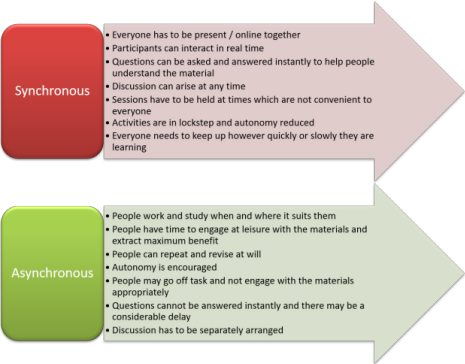 Synchronous
• Everyone has to be present / online together
• Participants can interact in real time
• Questions can be asked and answered instantly to help people
understand the material
• Discussion can arise at any time
• Sessions have to be held at times which are not convenient to
everyone
• Activities are in lockstep and autonomy reduced
• Everyone needs to keep up however quickly or slowly they are
learning
Asynchronous
• People work and study when and where it suits them
• People have time to engage at leisure with the materials and
extract maximum benefit
• People can repeat and revise at will
• Autonomy is encouraged
• People may go off task and not engage with the materials
appropriately
• Questions cannot be answered instantly and there may be a
considerable delay
• Discussion has to be separately arranged